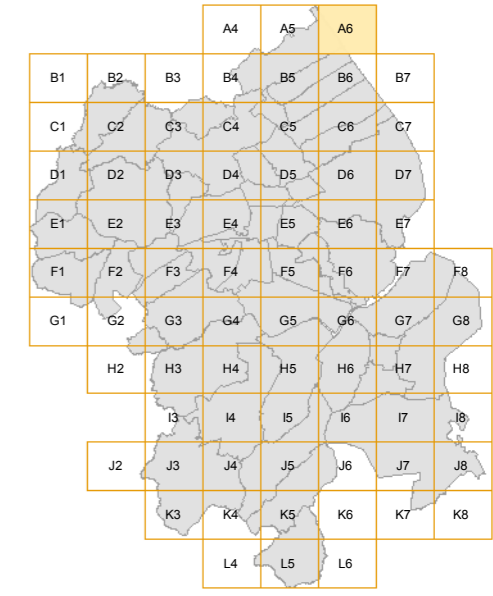 A4 A5 A6
B1 B2 B3 B4 B5 B6 B7
C1 C2 C3 C4 C5 C6 C7
D1 D2 D3 D4 D5 D6 D7
E1 E2 E3 E4 E5 E6 E7
F1 F2 F3 F4 F5 F6 F7 F8
G1 G2 G3 G4 G5 G6 G7 G8
H2 H3 H4 H5 H6 H7 H8
I3 I4 I5 I6 I7 I8
J2 J3 J4 J5 J6 J7 J8
K3 K4 K5 K6 K7 K8
L4 L5 L6